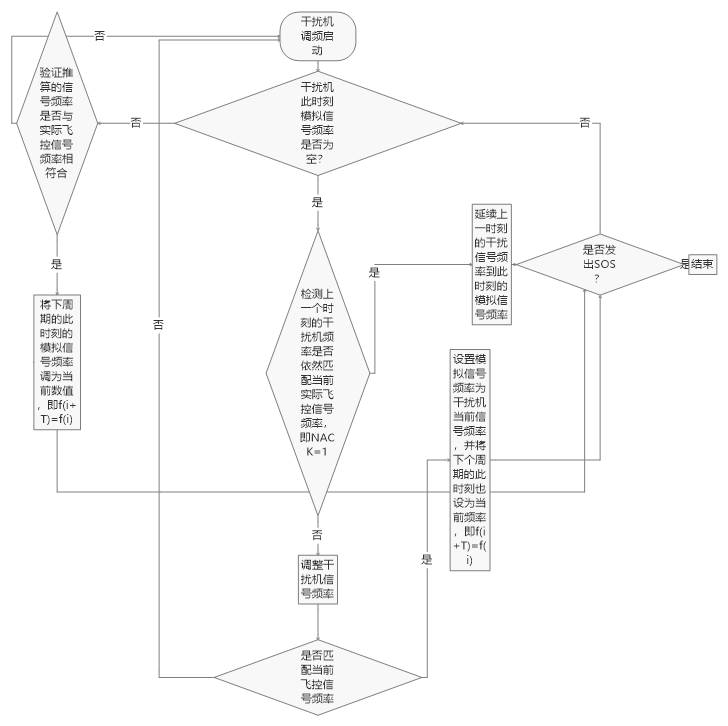 干扰机
调频启
动
否
验证推
算的信
号频率
是否与
实际飞
控信号
频率相
符合
干扰机
此时刻
模拟信
号频率
是否为
空?
否
否
是
延续上
一时刻
的干扰
信号频
率到此
时刻的
模拟信
号频率
是否发
出SOS
?
是
结束
是
将下周
期的此
时刻的
模拟信
号频率
调为当
前数值
，即f(i+
T)=f(i)
否
检测上
一个时
刻的干
扰机频
率是否
依然匹
配当前
实际飞
控信号
频率，
即NAC
K=1
是
设置模
拟信号
频率为
干扰机
当前信
号频率
，并将
下个周
期的此
时刻也
设为当
前频率
，即f(i
+T)=f(
i)
否
调整干
扰机信
号频率
是
是否匹
配当前
飞控信
号频率